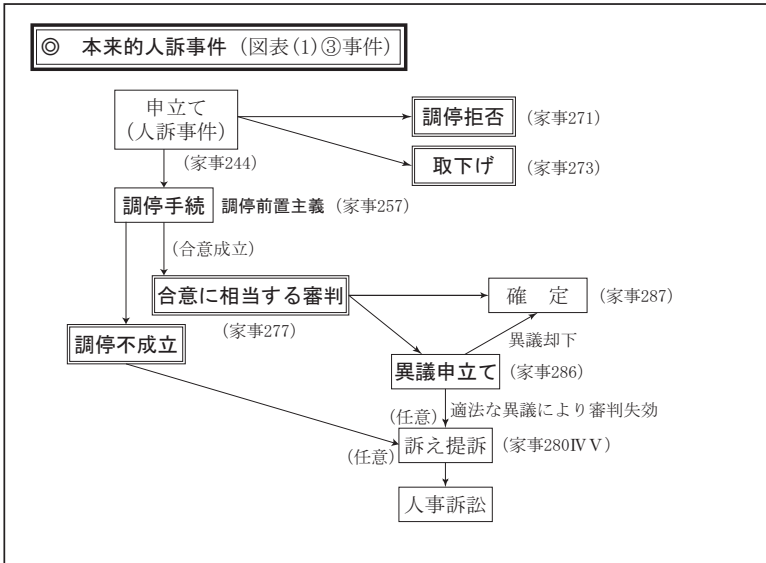 ◎ 本来的人訴事件(図表(1)③事件)
申立て
(人訴事件)
調停拒否 (家事271)
取下げ (家事273)
(家事244)
調停手続 調停前置主義 (家事257)
(合意成立)
合意に相当する審判
(家事277)
確 定 (家事287)
調停不成立
異議却下
異議申立て (家事286)
(任意) 適法な異議により審判失効
(任意) 訴え提訴 (家事280ⅣⅤ)
人事訴訟